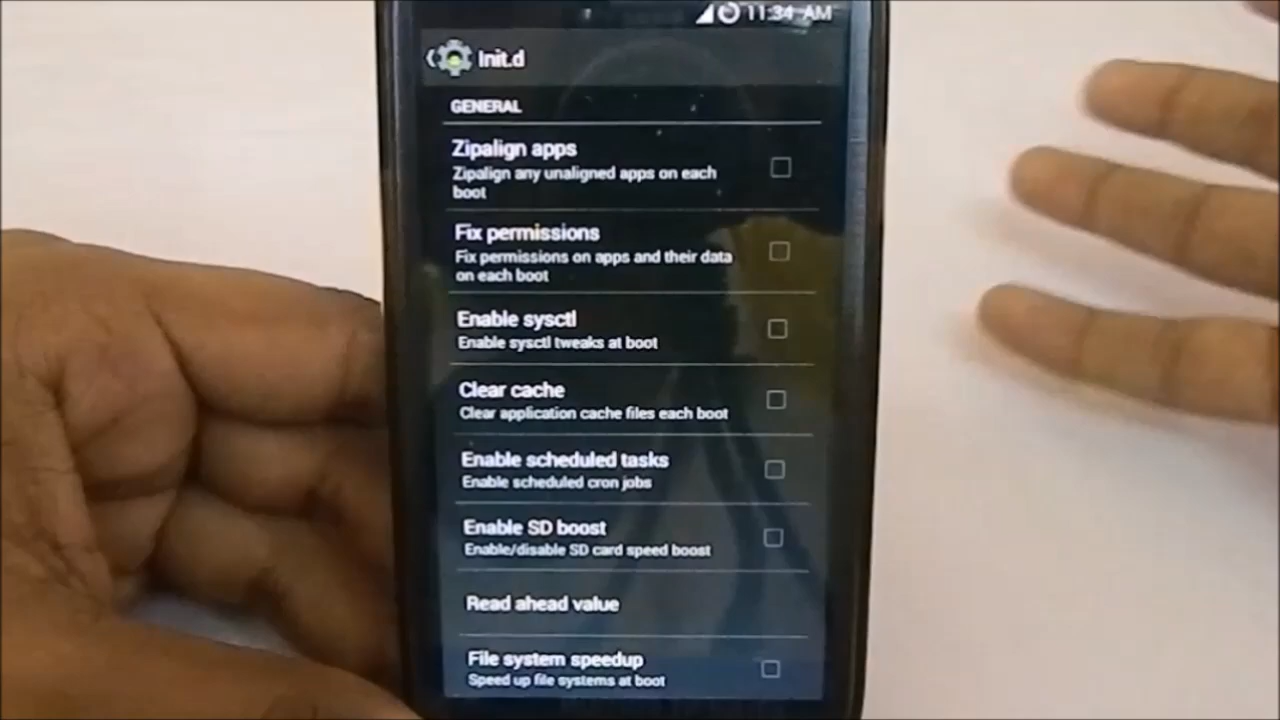 11:34 AM
Init.d
GENERAL
Zipalign apps
Zipalign any unaligned apps on each
boot
Fix permissions
Fix permissions on apps and their data
on each boot
Enable sysctl
Enable sysctl tweaks at boot
Clear cache
Clear application cache files each boot
Enable scheduled tasks
Enable scheduled cron jobs
Enable SD boost
Enable/disable SD card speed boost
Read ahead value
File system speedup
Speed up file systems at boot